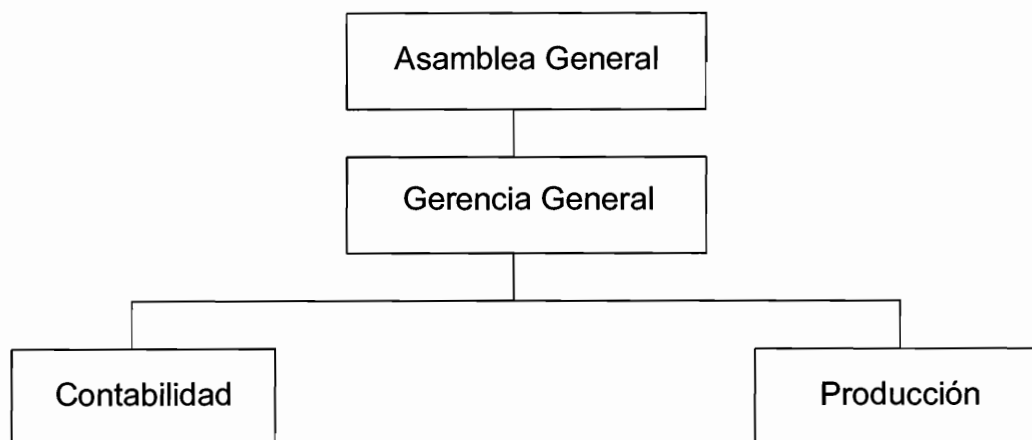 Asamblea General
Gerencia General
Contabilidad
Producción